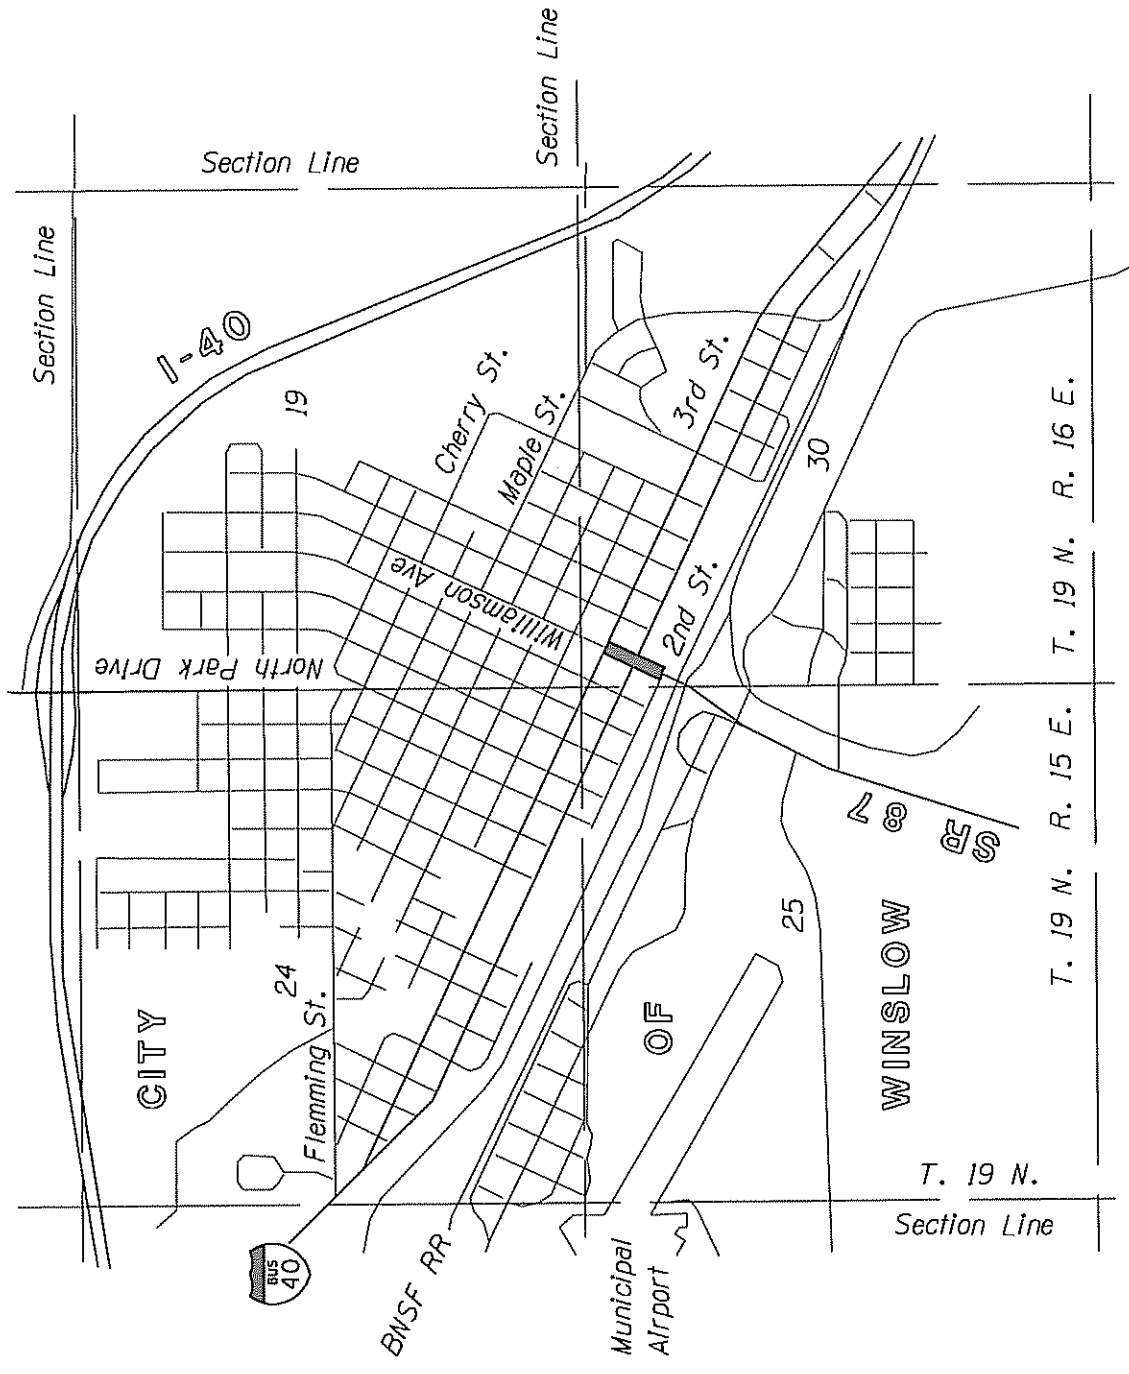 Section Line
Section Line
Section Line
I-40
19
Cherry St.
Maple St.
3rd St.
Williamson Ave
North Park Drive
2nd St.
30
T. 19 N. R. 16 E.
T. 19 N. R. 15 E.
SR 87
25
24
Flemming St.
CITY
OF
WINSLOW
BUS
40
BNSF RR
Municipal
Airport
T. 19 N.
Section Line